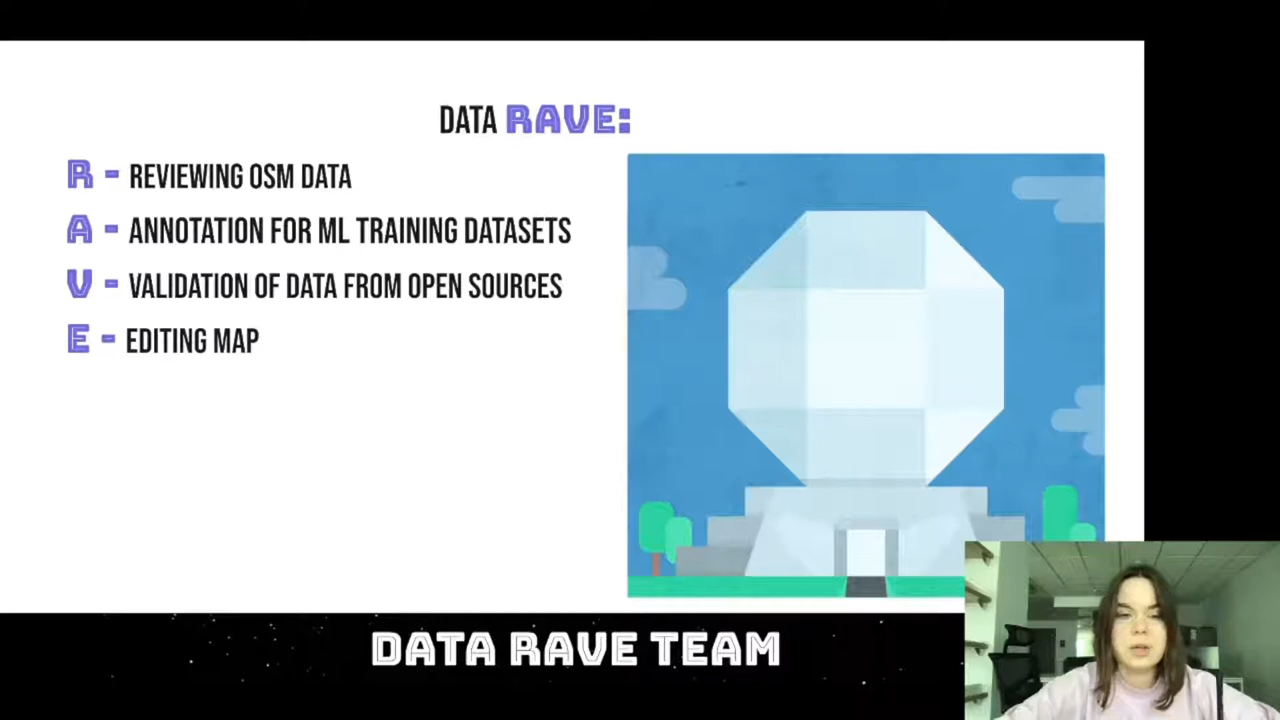 DATA RAVE:
R - REVIEWING OSM DATA
A - ANNOTATION FOR ML TRAINING DATASETS
V - VALIDATION OF DATA FROM OPEN SOURCES
E - EDITING MAP
DATA RAVE TEAM